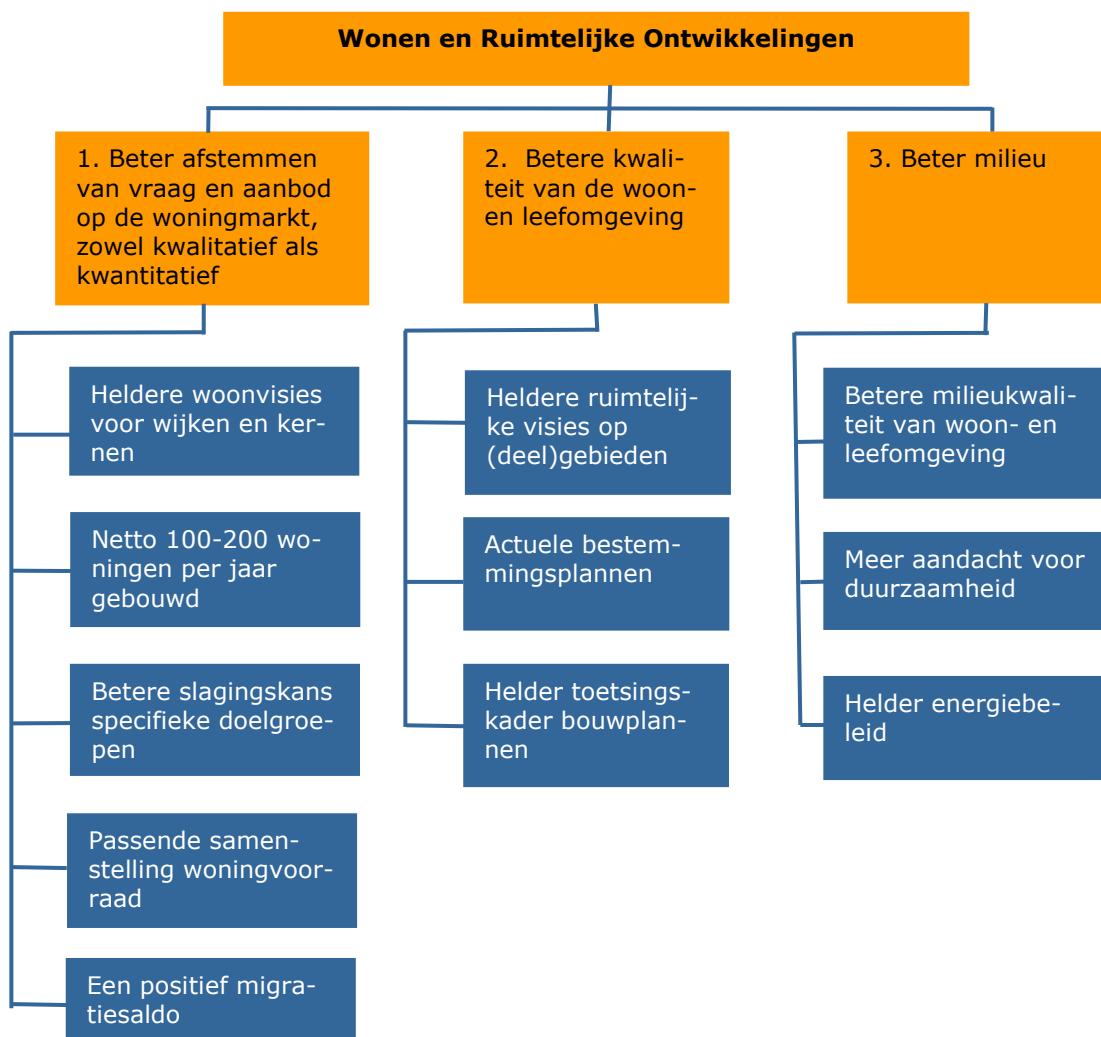 Wonen en Ruimtelijke Ontwikkelingen
1. Beter afstemmen
van vraag en aanbod
op de woningmarkt,
zowel kwalitatief als
kwantitatief
2. Betere kwali-
teit van de woon-
en leefomgeving
3. Beter milieu
Heldere woonvisies
voor wijken en ker-
nen
Netto 100-200 wo-
ningen per jaar
gebouwd
Betere slagingskans
specifieke doelgroe-
pen
Passende samen-
stelling woningvoor-
raad
Een positief migra-
tiesaldo
Heldere ruimtelij-
ke visies op
(deel)gebieden
Actuele bestem-
mingsplannen
Helder toetsings-
kader bouwplan-
nen
Betere milieukwali-
teit van woon- en
leefomgeving
Meer aandacht voor
duurzaamheid
Helder energiebe-
leid